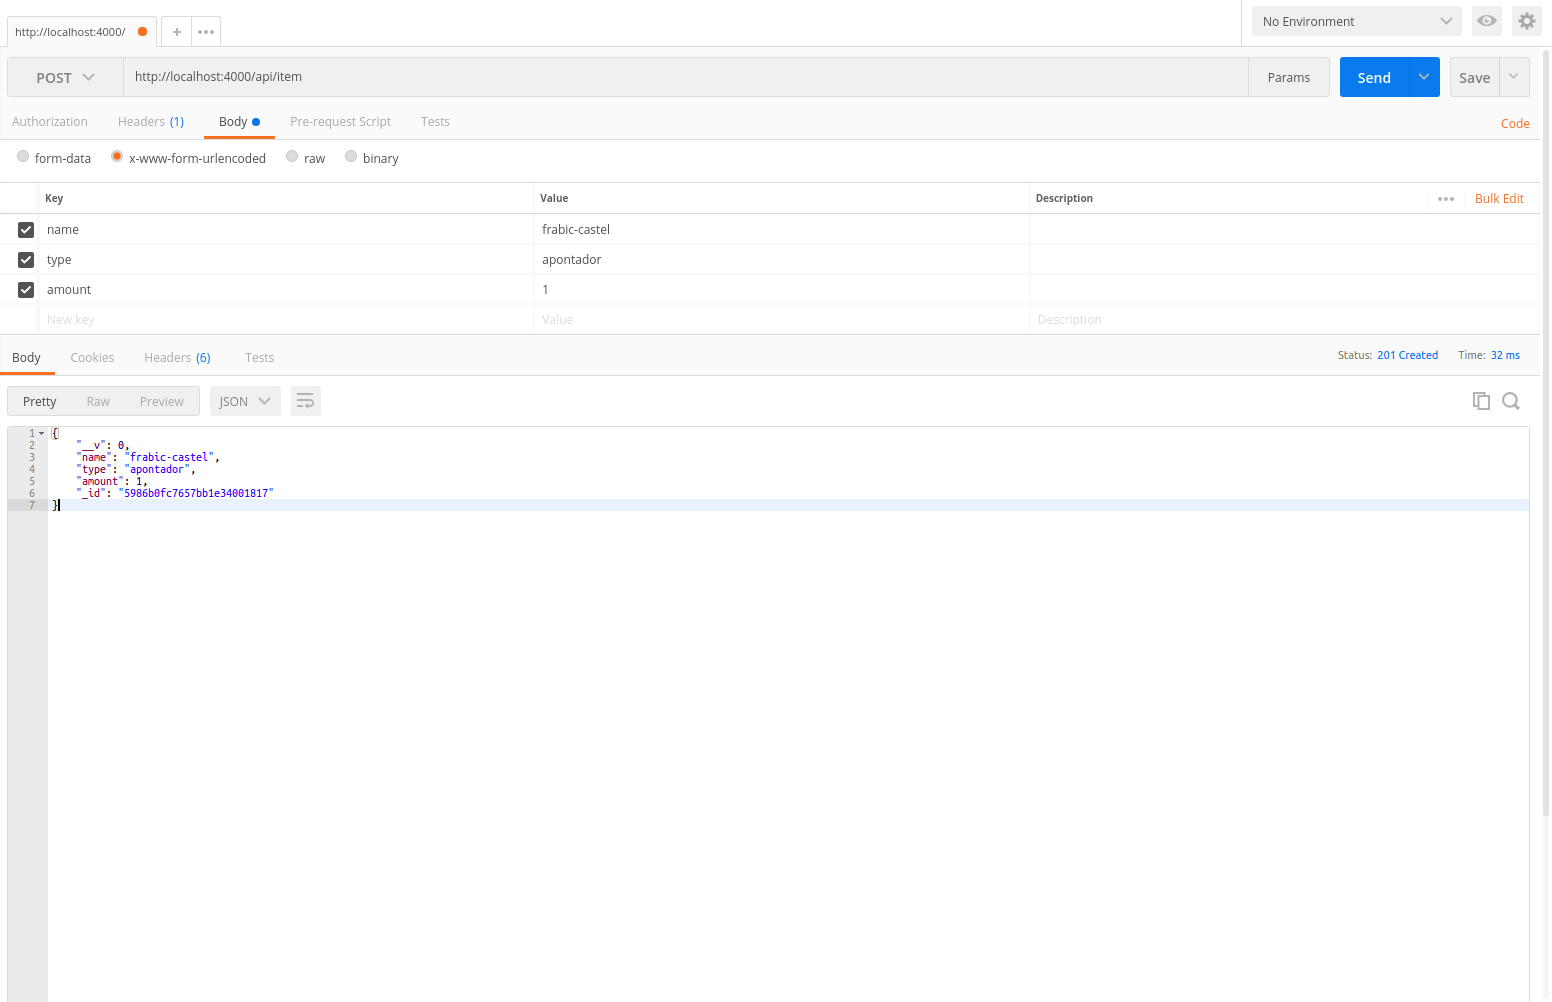 http://localhost:4000/ + •••
No Environment
POST http://localhost:4000/api/item Params Send Save
Authorization Headers (1) Body Pre-request Script Tests Code
form-data x-www-form-urlencoded raw binary
Key Value Description ••• Bulk Edit
name frabic-castel
type apontador
amount 1
New key Value Description
Body Cookies Headers (6) Tests Status: 201 Created Time: 32 ms
Pretty Raw Preview JSON
1 {
2 "__v": 0,
3 "name": "frabic-castel",
4 "type": "apontador",
5 "amount": 1,
6 "_id": "5986b0fc7657bb1e34001817"
7 }